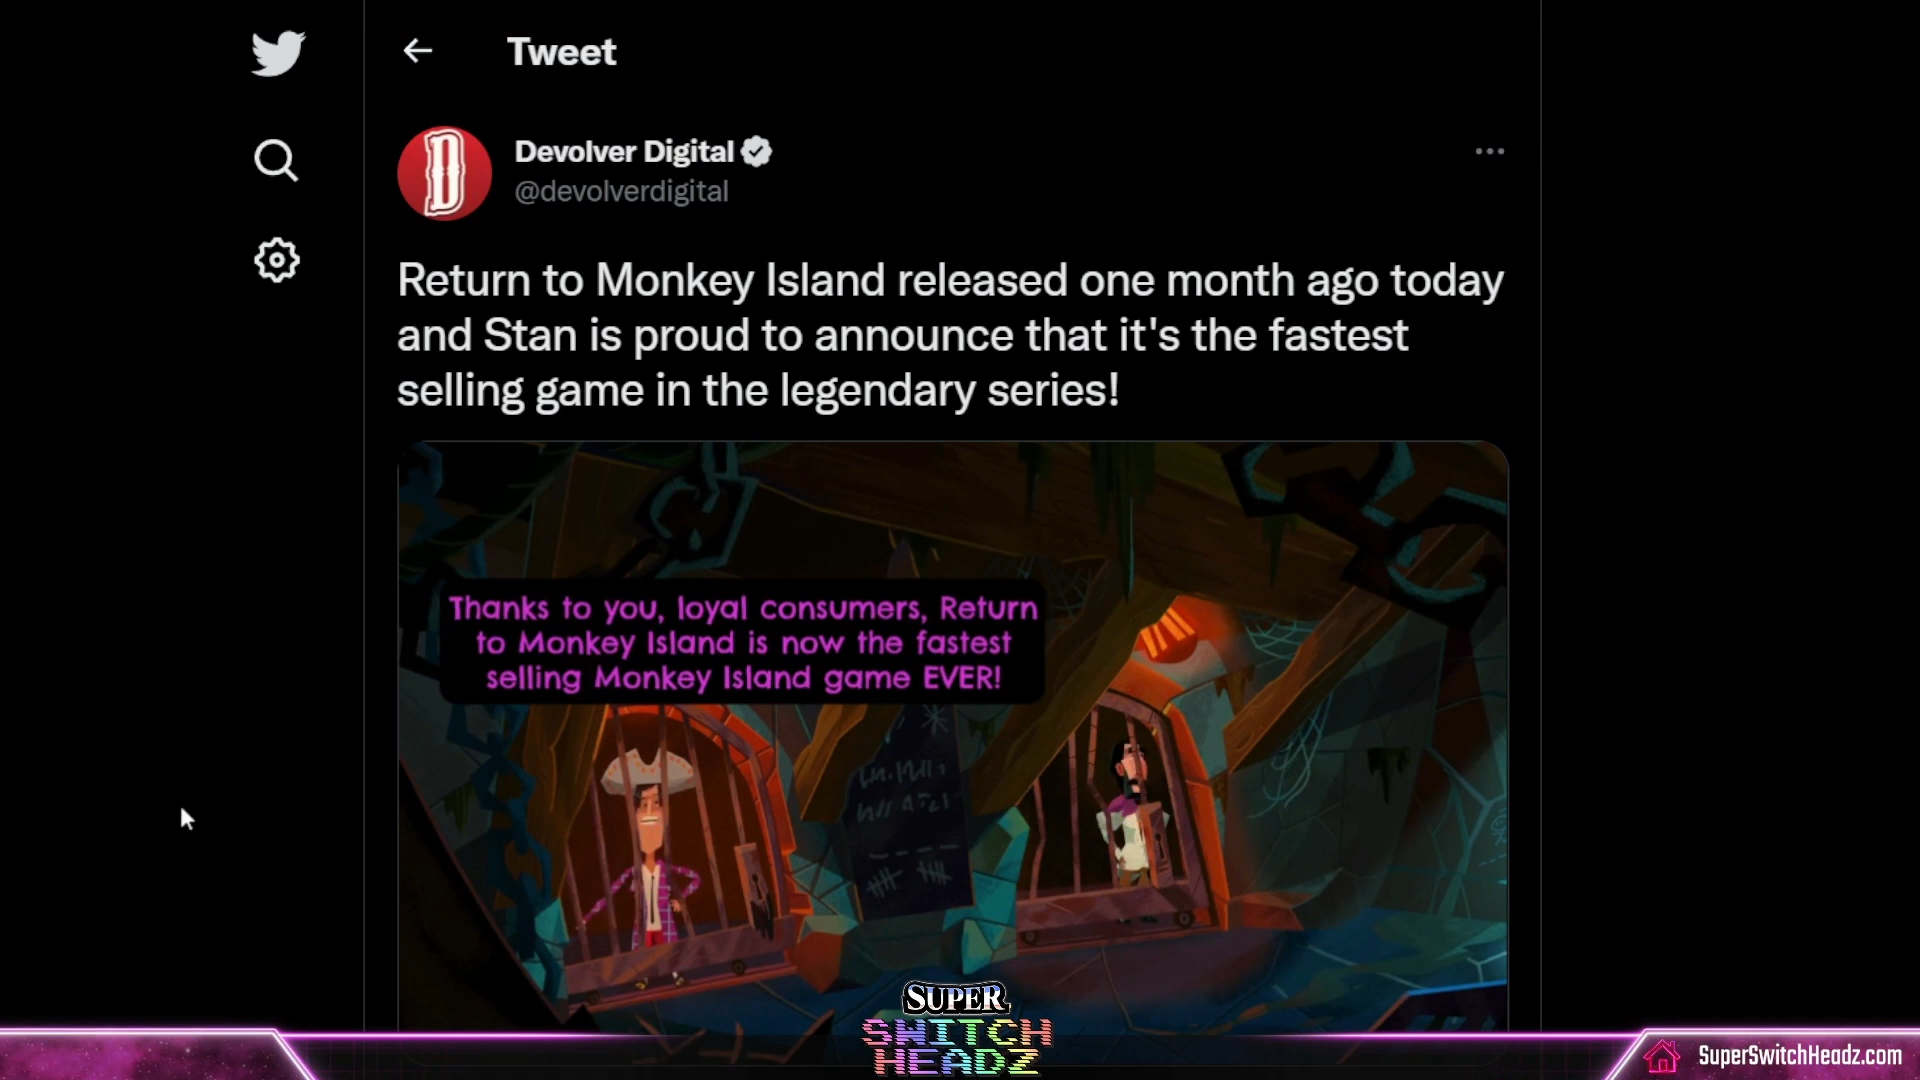 Tweet
Devolver Digital
@devolverdigital
Return to Monkey Island released one month ago today
and Stan is proud to announce that it's the fastest
selling game in the legendary series!
Thanks to you, loyal consumers, Return
to Monkey Island is now the fastest
selling Monkey Island game EVER!
SUPER
SWITCH
HEADZ
SuperSwitchHeadz.com